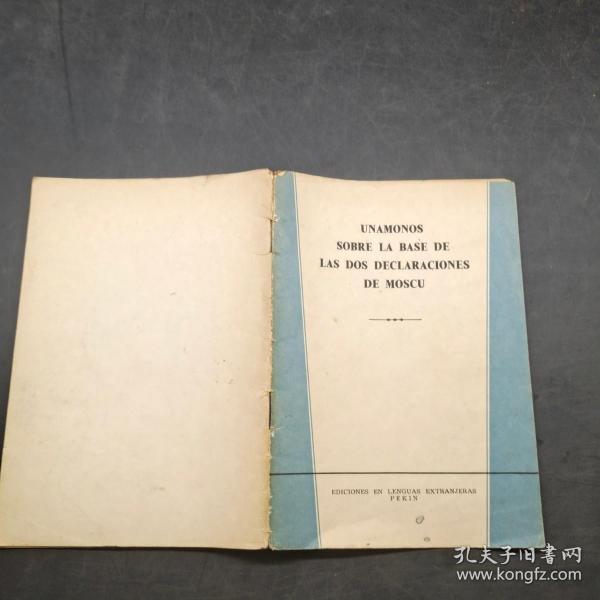 UNAMONOS
SOBRE LA BASE DE
LAS DOS DECLARACIONES
DE MOSCU
EDICIONES EN LENGUAS EXTRANJERAS
PEKIN
孔夫子旧書网
www.kongfz.com